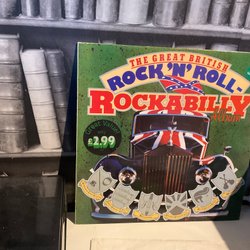 THE GREAT BRITISH
ROCK 'N' ROLL-
ROCKABILLY
£2.99